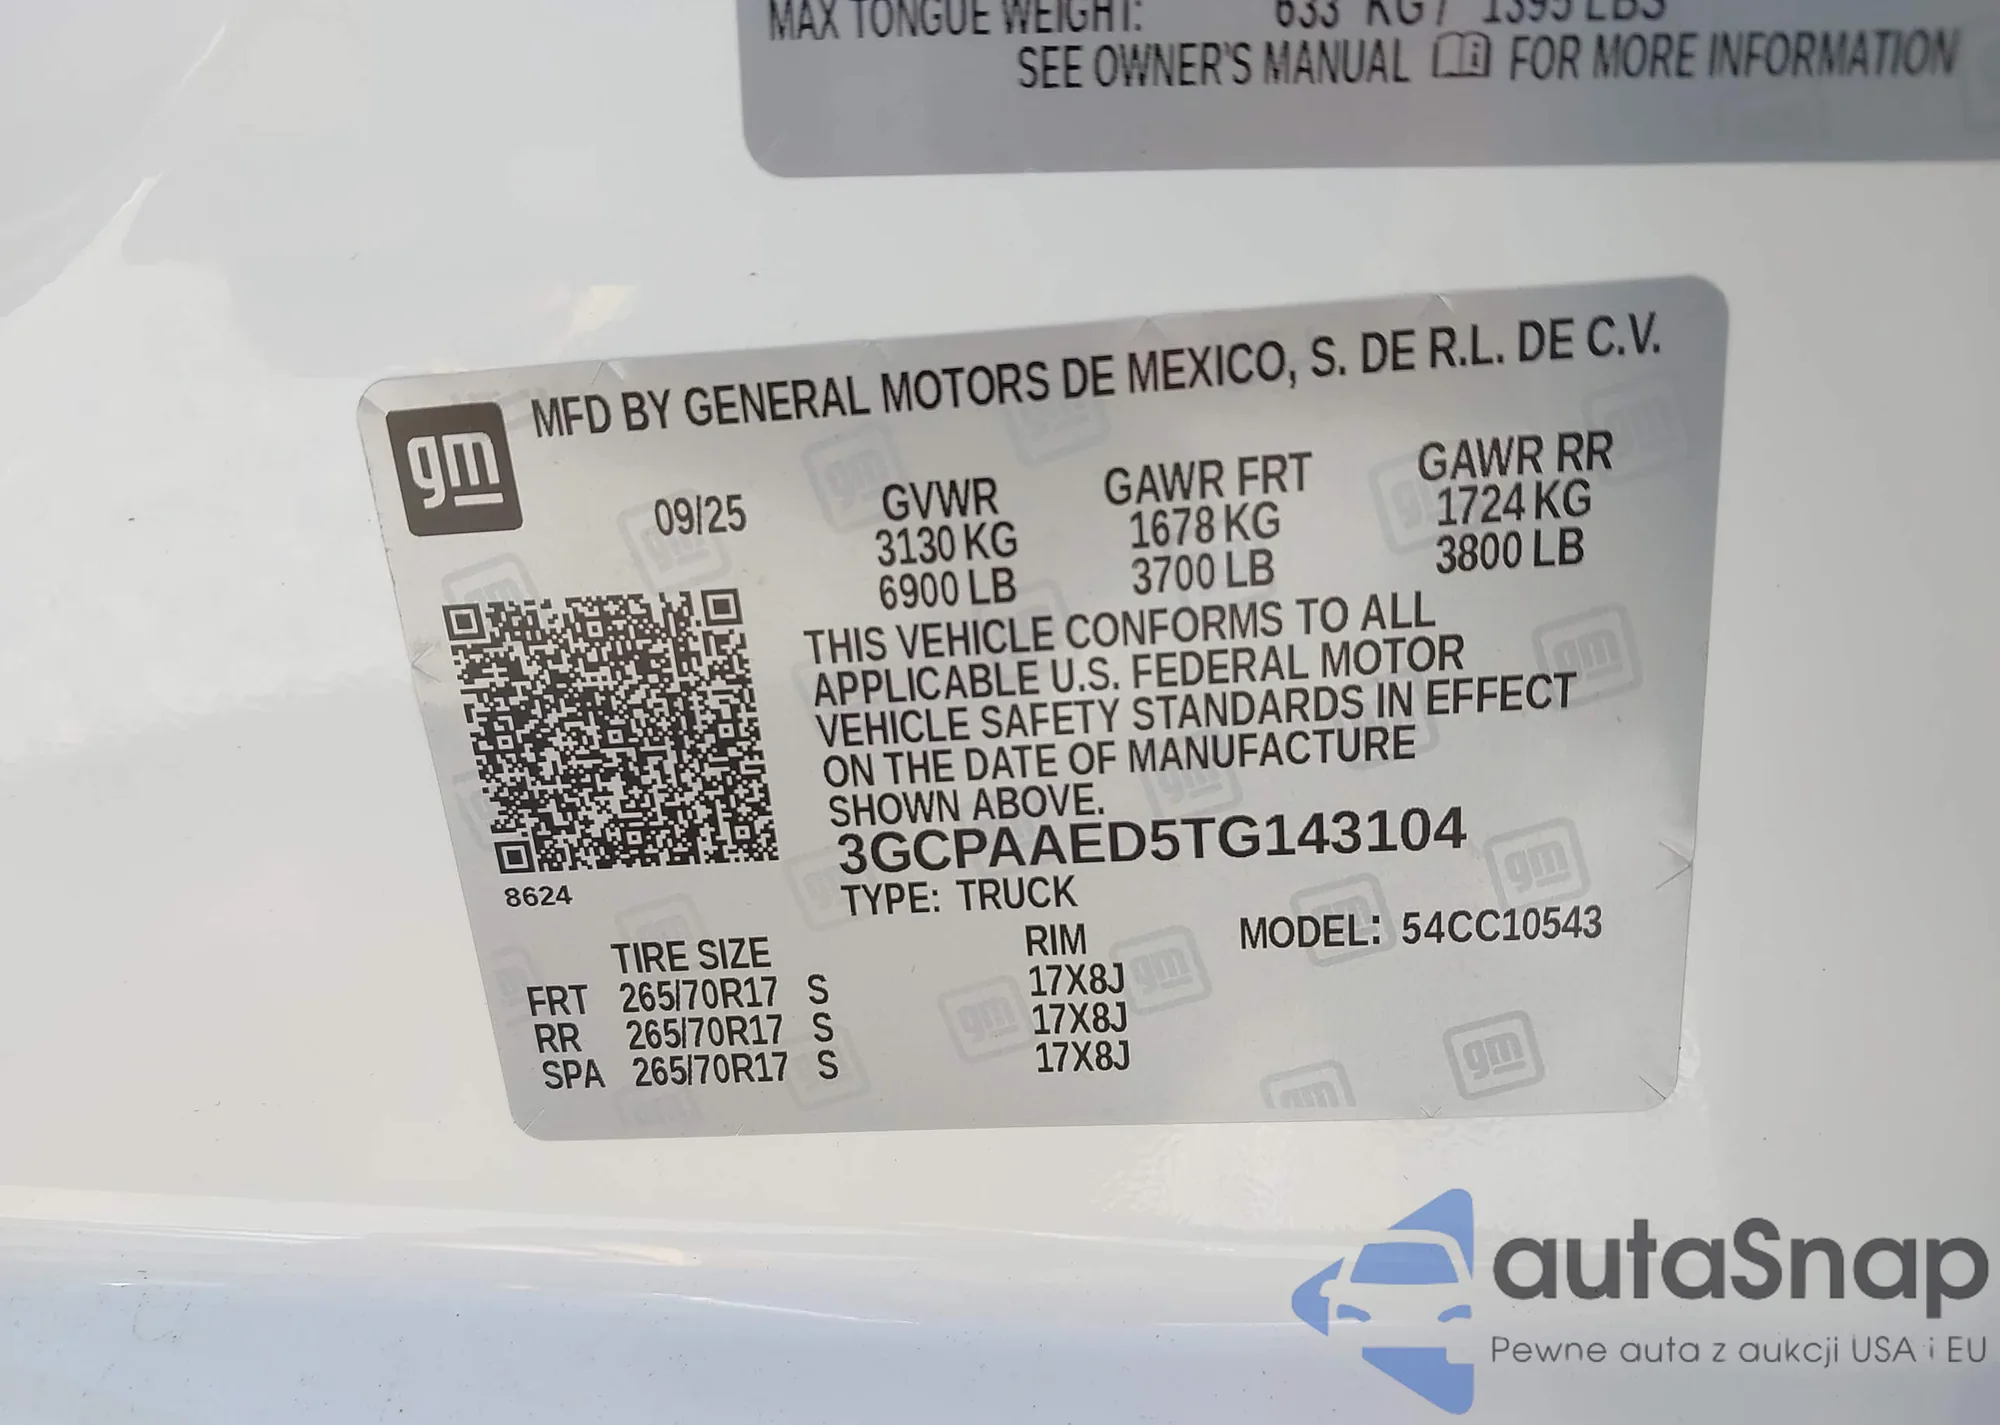 MAX TONGUE WEIGHT: 633 KG / 1395 LBS
SEE OWNER'S MANUAL FOR MORE INFORMATION
gm
MFD BY GENERAL MOTORS DE MEXICO, S. DE R.L. DE C.V.
09/25 GVWR GAWR FRT GAWR RR
3130 KG 1678 KG 1724 KG
6900 LB 3700 LB 3800 LB
THIS VEHICLE CONFORMS TO ALL
APPLICABLE U.S. FEDERAL MOTOR
VEHICLE SAFETY STANDARDS IN EFFECT
ON THE DATE OF MANUFACTURE
SHOWN ABOVE.
3GCPAAED5TG143104
8624
TYPE: TRUCK
MODEL: 54CC10543
TIRE SIZE RIM
FRT 265/70R17 S 17X8J
RR 265/70R17 S 17X8J
SPA 265/70R17 S 17X8J
autaSnap
Pewne auta z aukcji USA i EU